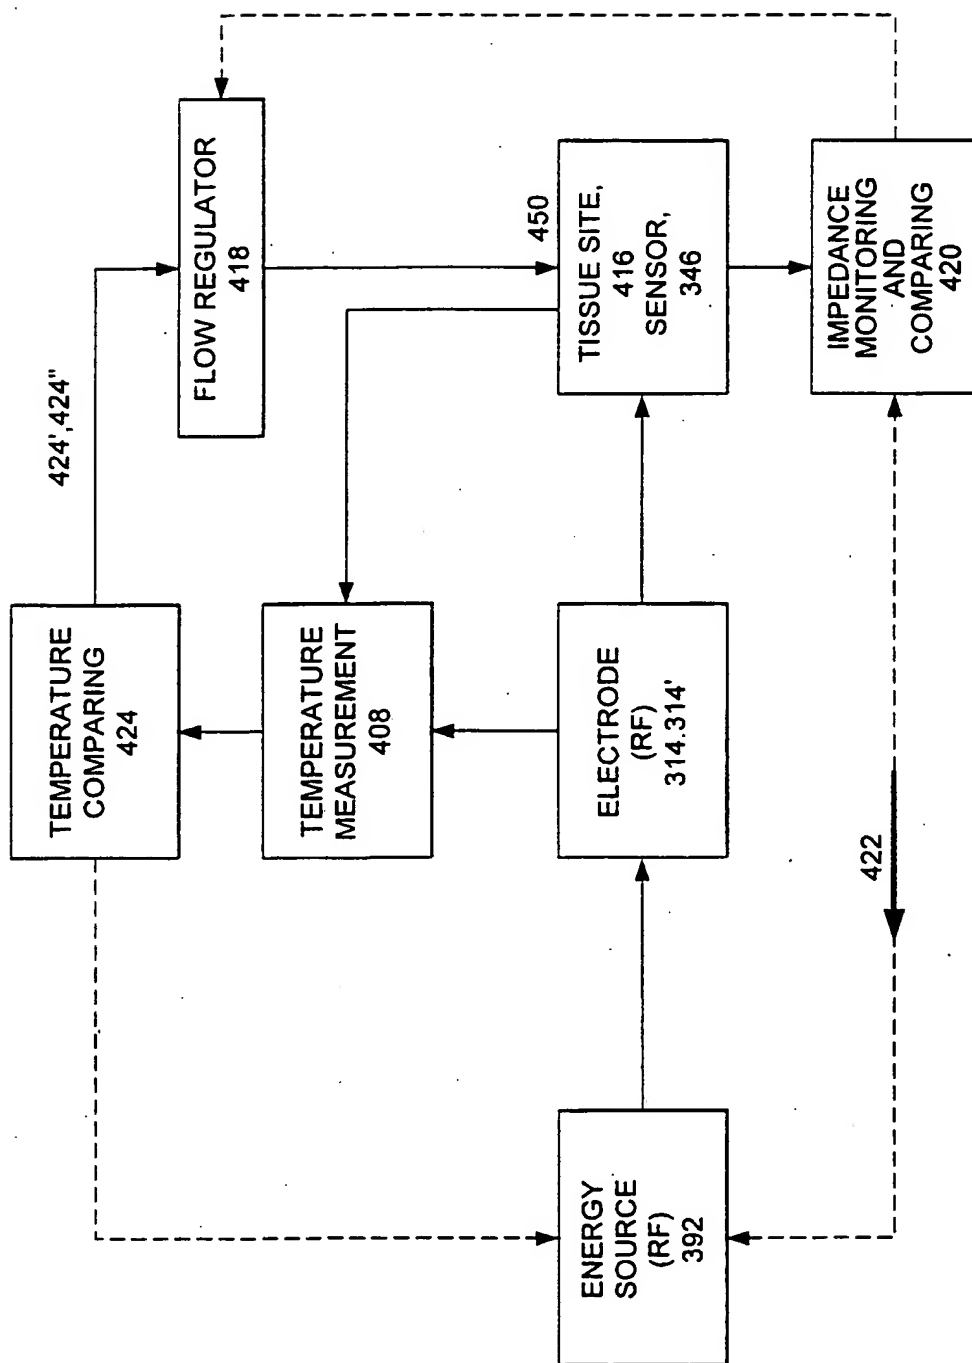 TEMPERATURE
COMPARING
424
424',424"
FLOW REGULATOR
418
TEMPERATURE
MEASUREMENT
408
450
ENERGY
SOURCE
(RF)
392
ELECTRODE
(RF)
314.314'
TISSUE SITE,
416
SENSOR,
346
422
IMPEDANCE
MONITORING
AND
COMPARING
420